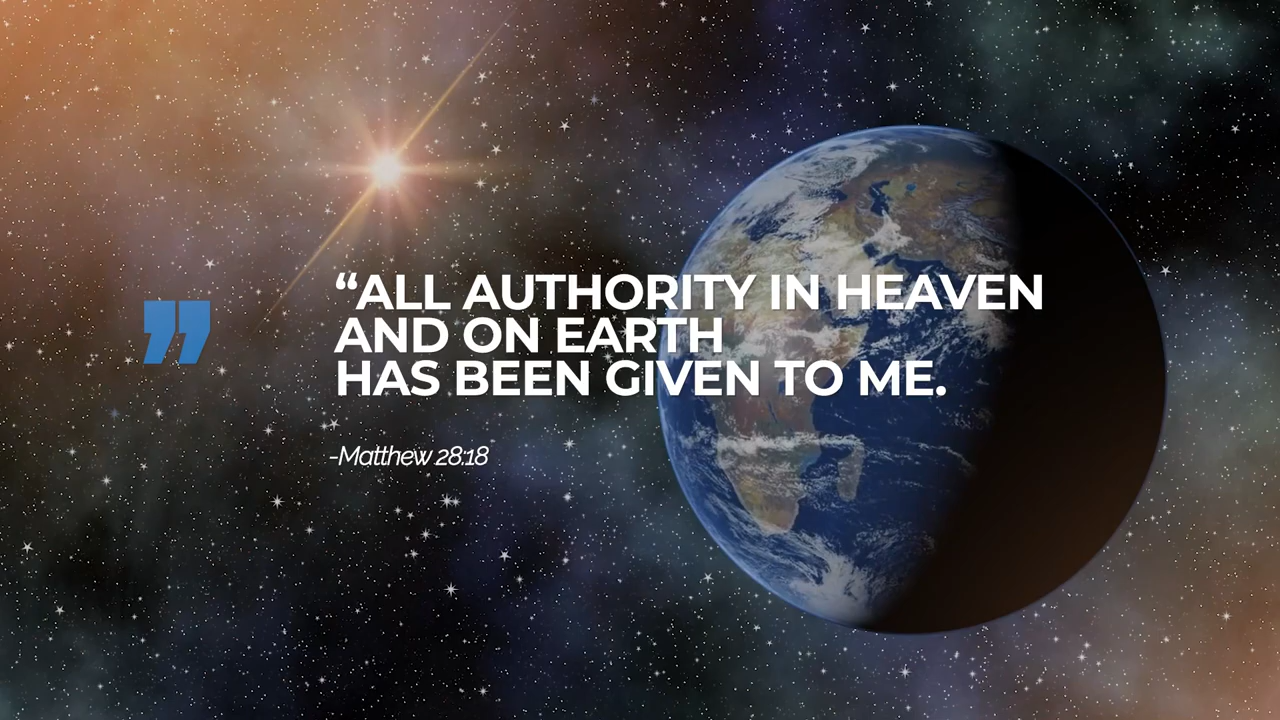 “ALL AUTHORITY IN HEAVEN
AND ON EARTH
HAS BEEN GIVEN TO ME.
-Matthew 28:18